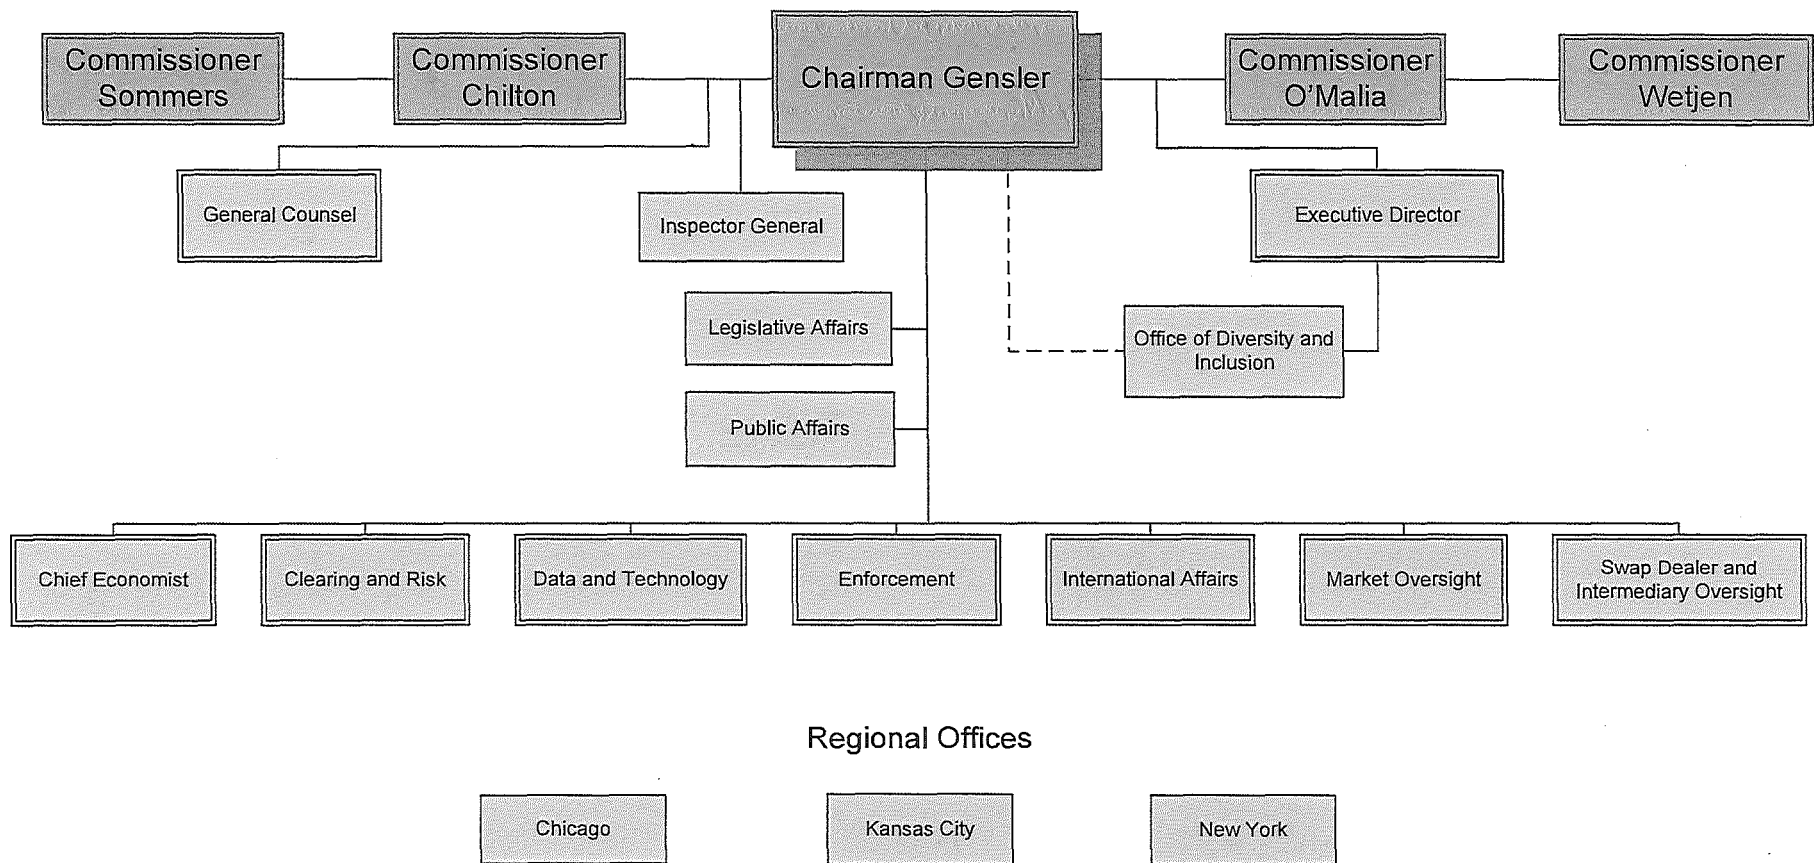 Commissioner
Sommers
Commissioner
Chilton
Chairman Gensler
Commissioner
O'Malia
Commissioner
Wetjen
General Counsel
Inspector General
Executive Director
Legislative Affairs
Office of Diversity and
Inclusion
Public Affairs
Chief Economist
Clearing and Risk
Data and Technology
Enforcement
International Affairs
Market Oversight
Swap Dealer and
Intermediary Oversight
Regional Offices
Chicago
Kansas City
New York